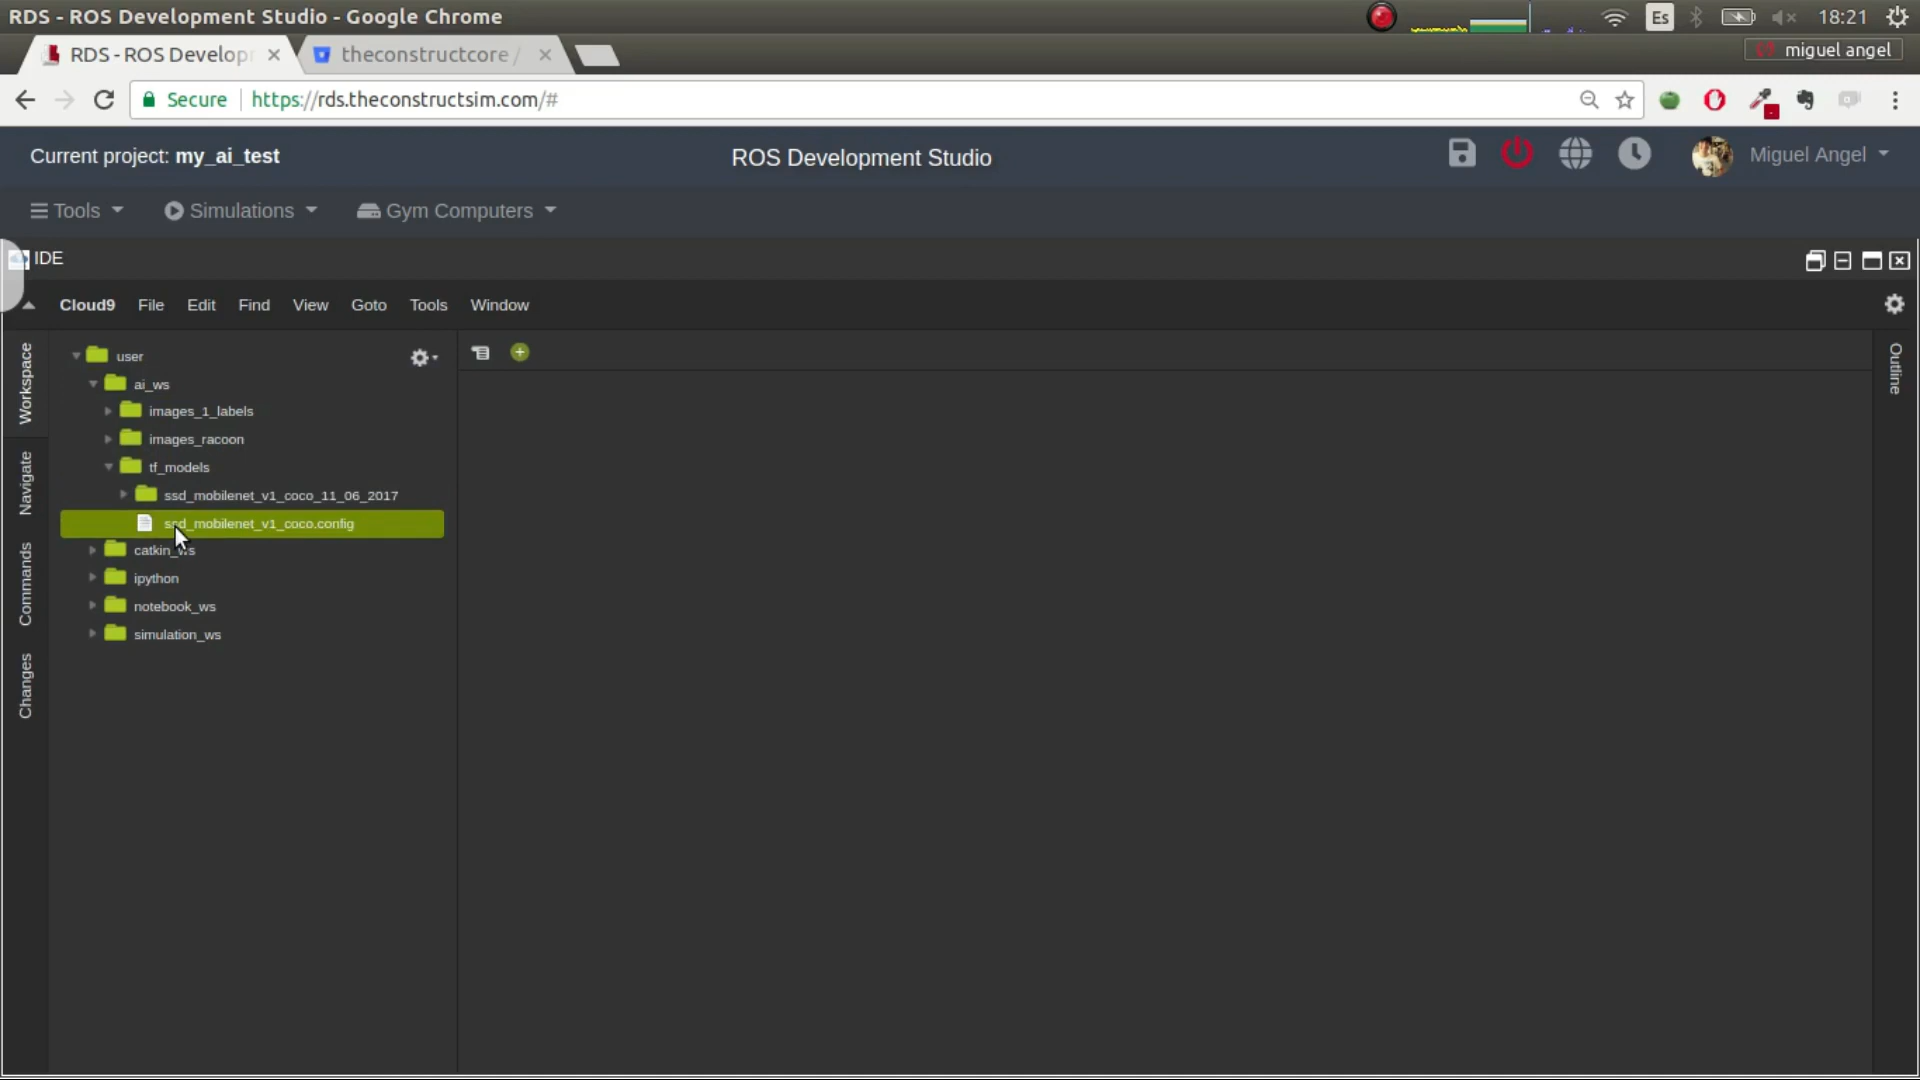 RDS - ROS Development Studio - Google Chrome
Es
18:21
RDS - ROS Develop
theconstructcore /
miguel angel
Secure
https://rds.theconstructsim.com/#
Current project: my_ai_test
ROS Development Studio
Miguel Angel
Tools
Simulations
Gym Computers
IDE
Cloud9 File Edit Find View Goto Tools Window
Workspace
Navigate
Commands
Changes
user
ai_ws
images_1_labels
images_racoon
tf_models
ssd_mobilenet_v1_coco_11_06_2017
ssd_mobilenet_v1_coco.config
catkin_ws
ipython
notebook_ws
simulation_ws
Outline